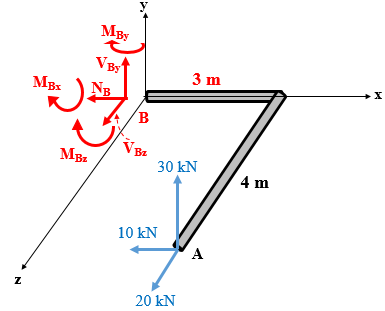 y
M_By
V_By
3 m
M_Bx
N_B
x
B
M_Bz
V_Bz
30 kN
4 m
10 kN
A
z
20 kN